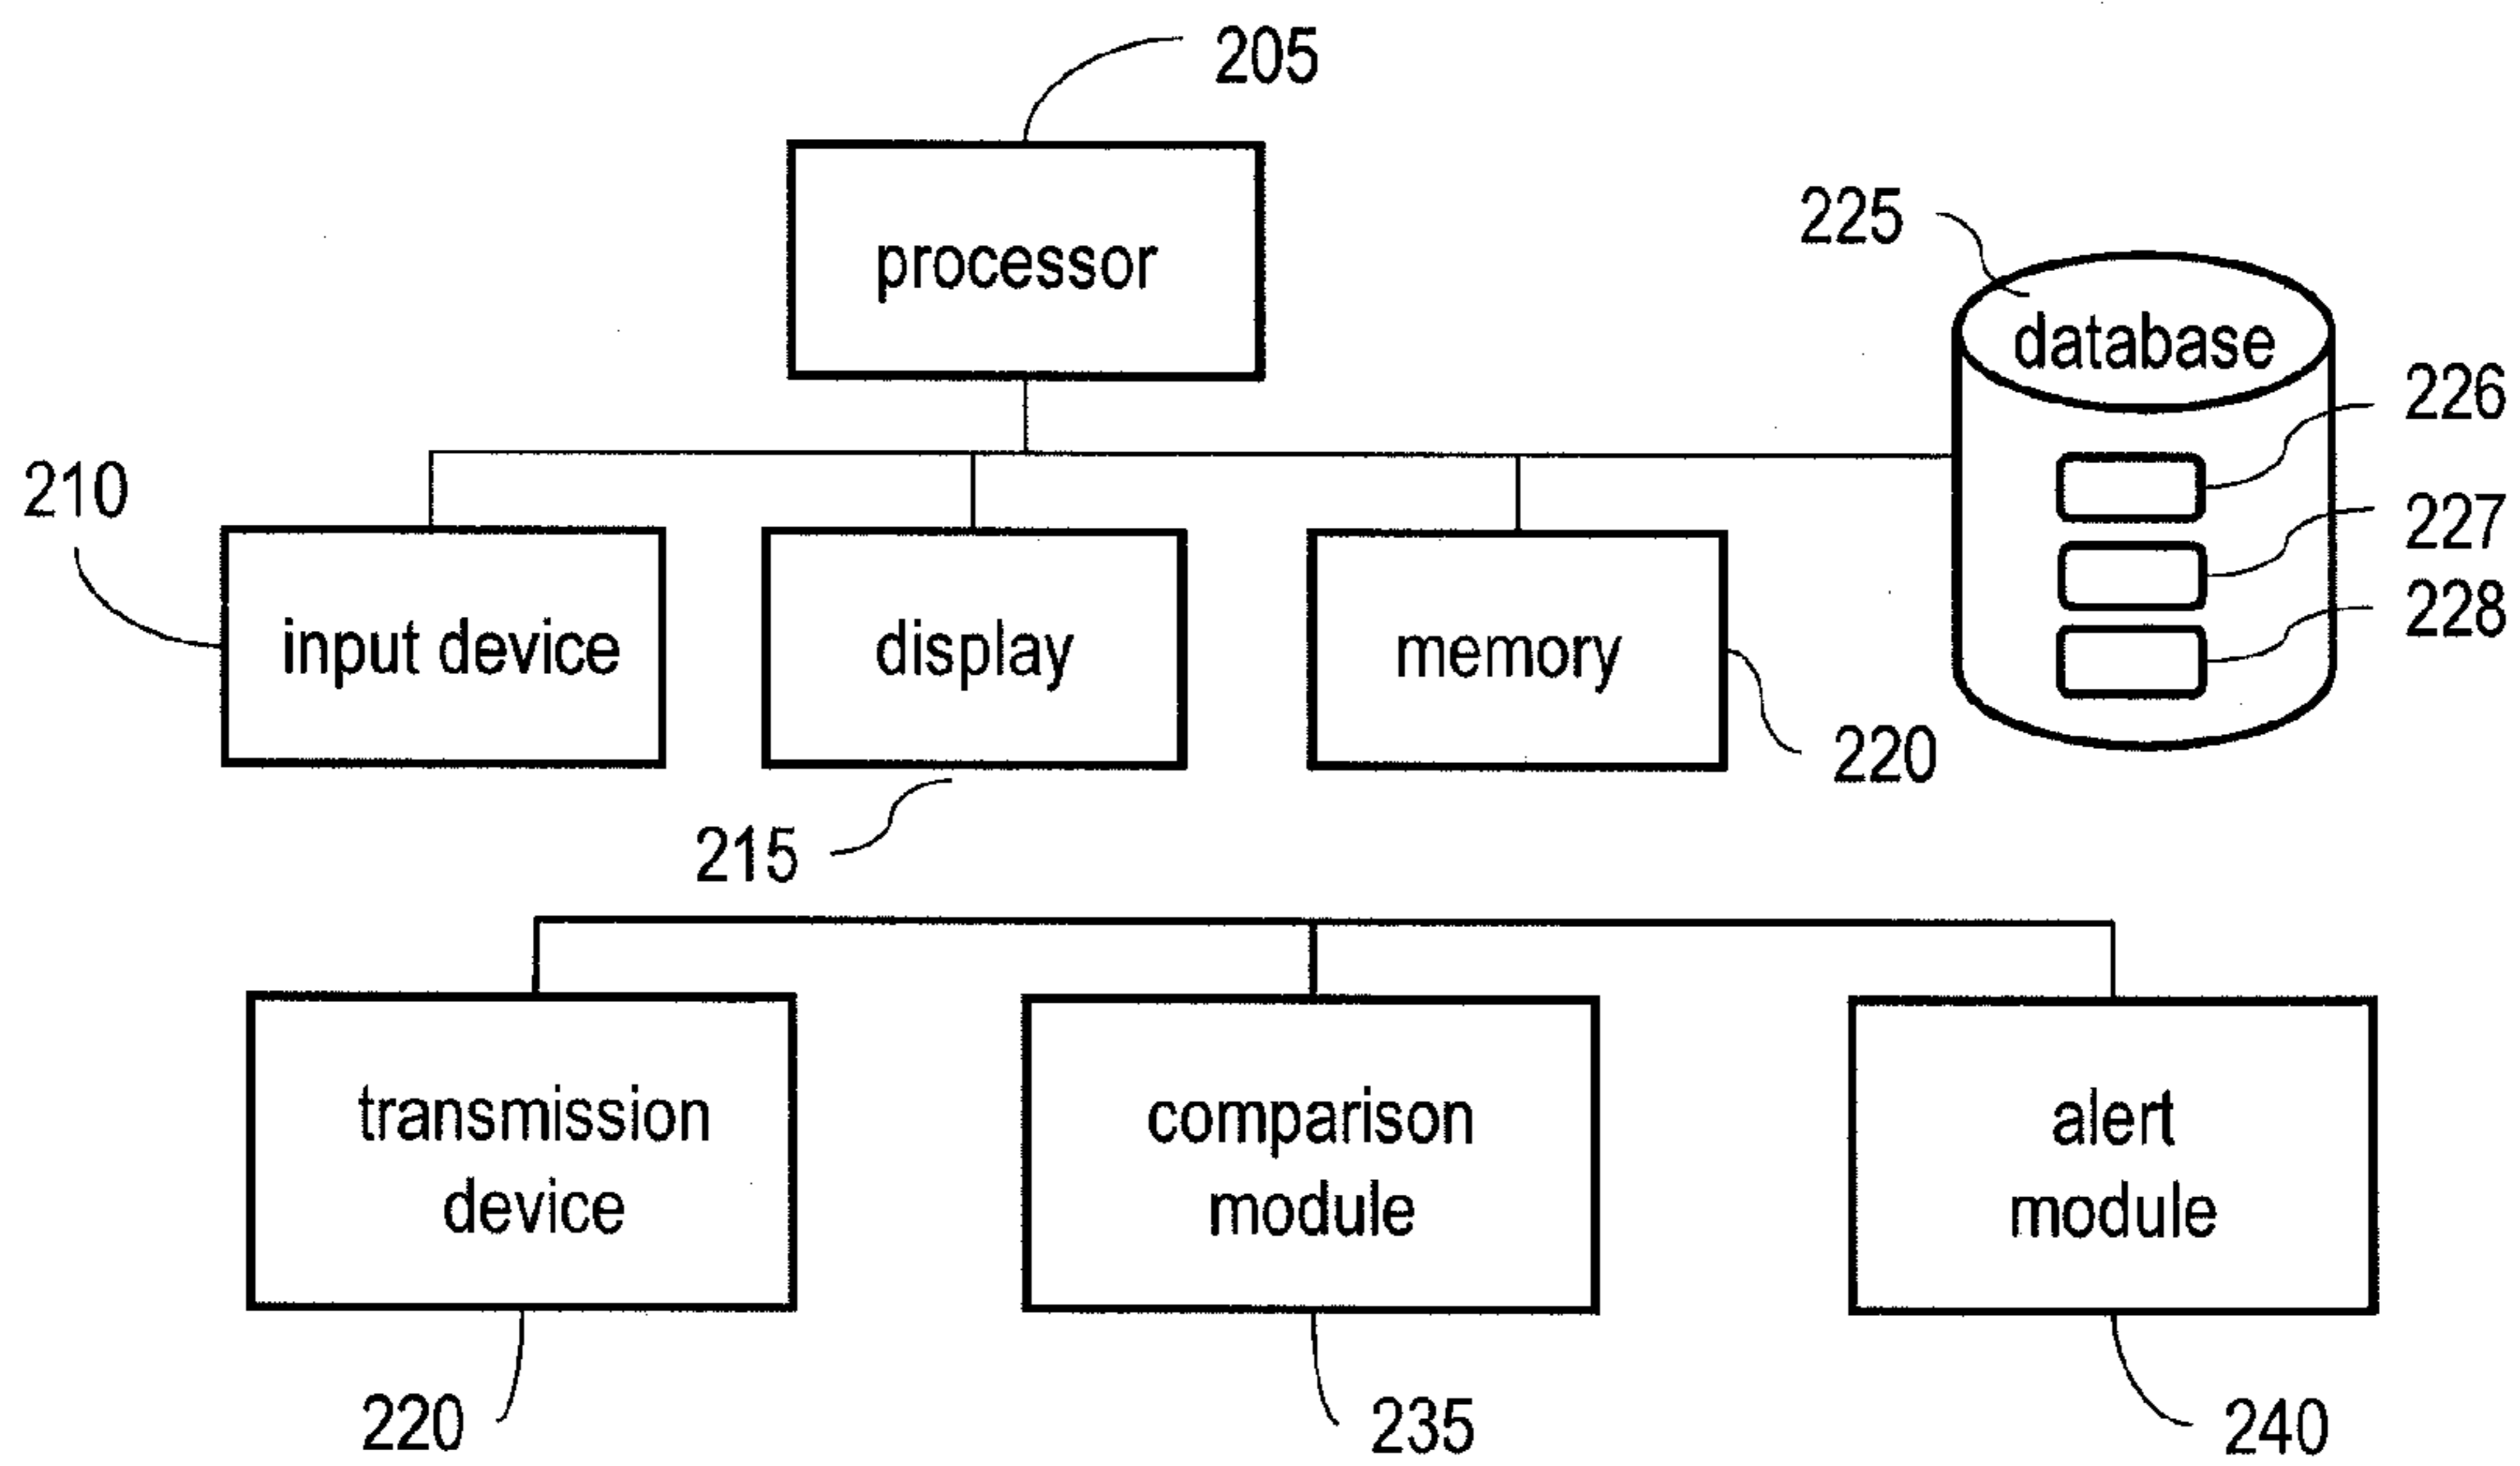 205
processor
225
database
226
210
227
228
input device
display
memory
220
215
transmission
device
comparison
module
alert
module
220
235
240